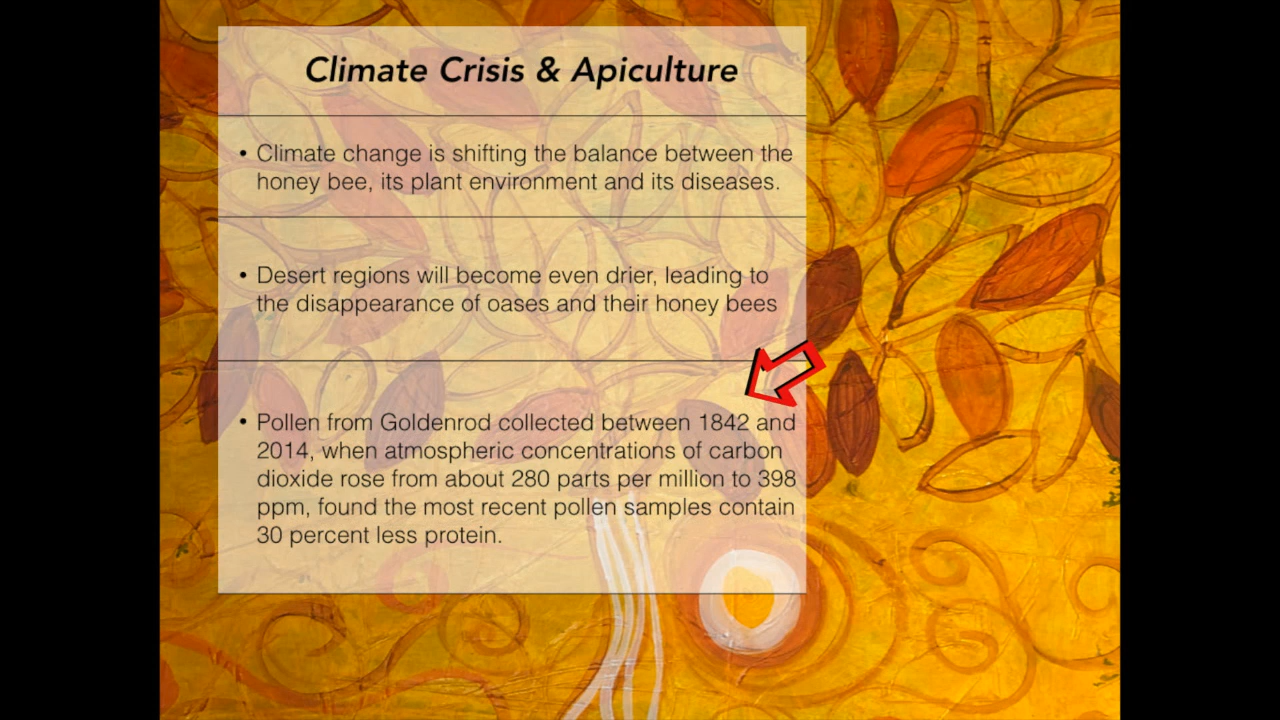 Climate Crisis & Apiculture
• Climate change is shifting the balance between the
honey bee, its plant environment and its diseases.
• Desert regions will become even drier, leading to
the disappearance of oases and their honey bees
• Pollen from Goldenrod collected between 1842 and
2014, when atmospheric concentrations of carbon
dioxide rose from about 280 parts per million to 398
ppm, found the most recent pollen samples contain
30 percent less protein.